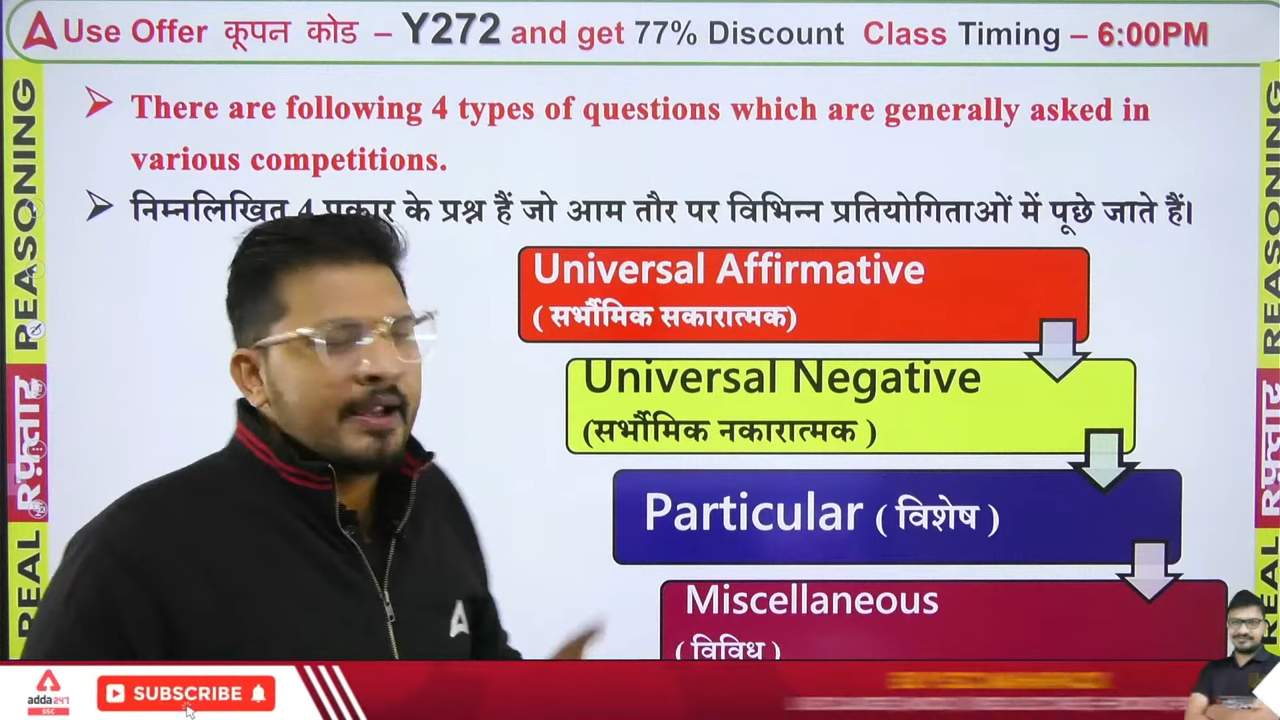 Use Offer कूपन कोड – Y272 and get 77% Discount Class Timing – 6:00PM
There are following 4 types of questions which are generally asked in
various competitions.
निम्नलिखित 4 प्रकार के प्रश्न हैं जो आम तौर पर विभिन्न प्रतियोगिताओं में पूछे जाते हैं।
Universal Affirmative
( सर्भौमिक सकारात्मक)
Universal Negative
(सर्भौमिक नकारात्मक )
Particular ( विशेष )
Miscellaneous
( विविध )
REAL रफ़्तार REASONING
REAL रफ़्तार REASONING
adda247
SSC
SUBSCRIBE